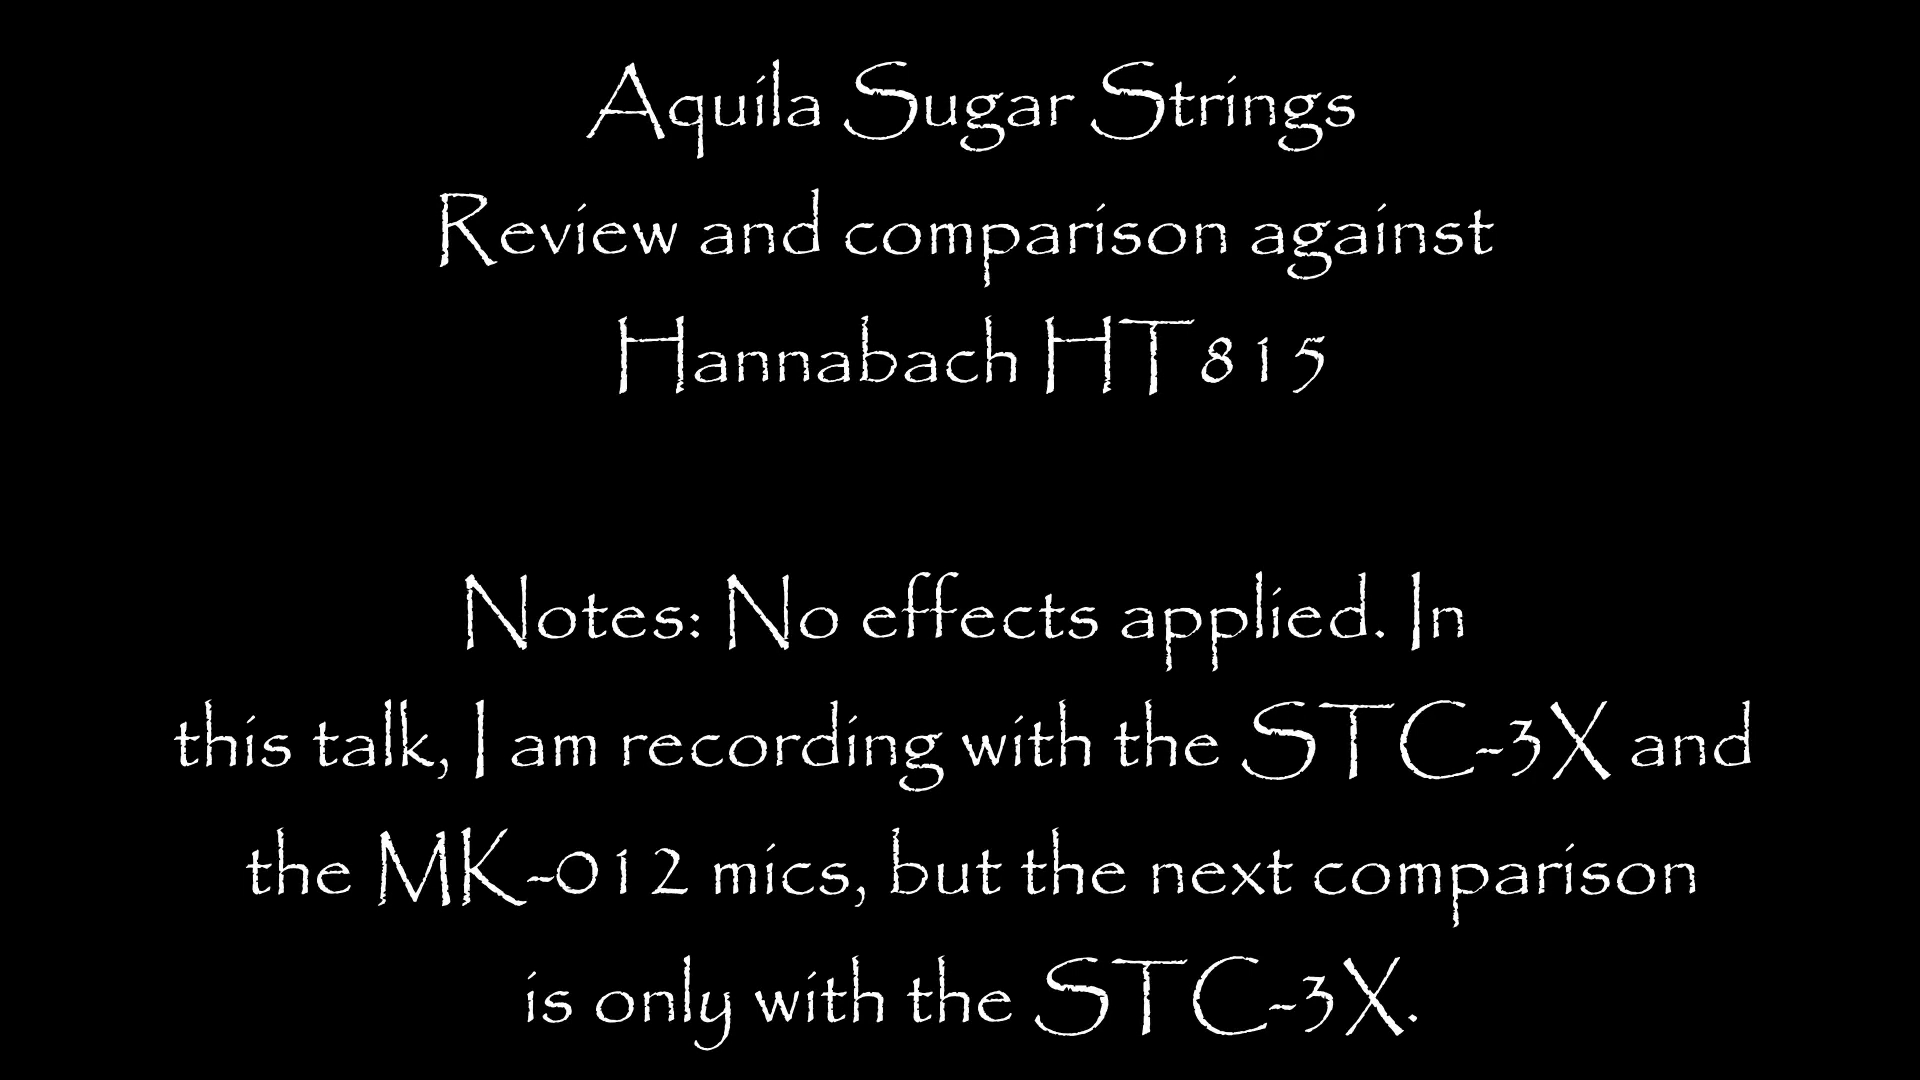 Aquila Sugar Strings
Review and comparison against
Hannabach HT815
Notes: No effects applied. In
this talk, I am recording with the STC-3X and
the MK-012 mics, but the next comparison
is only with the STC-3X.